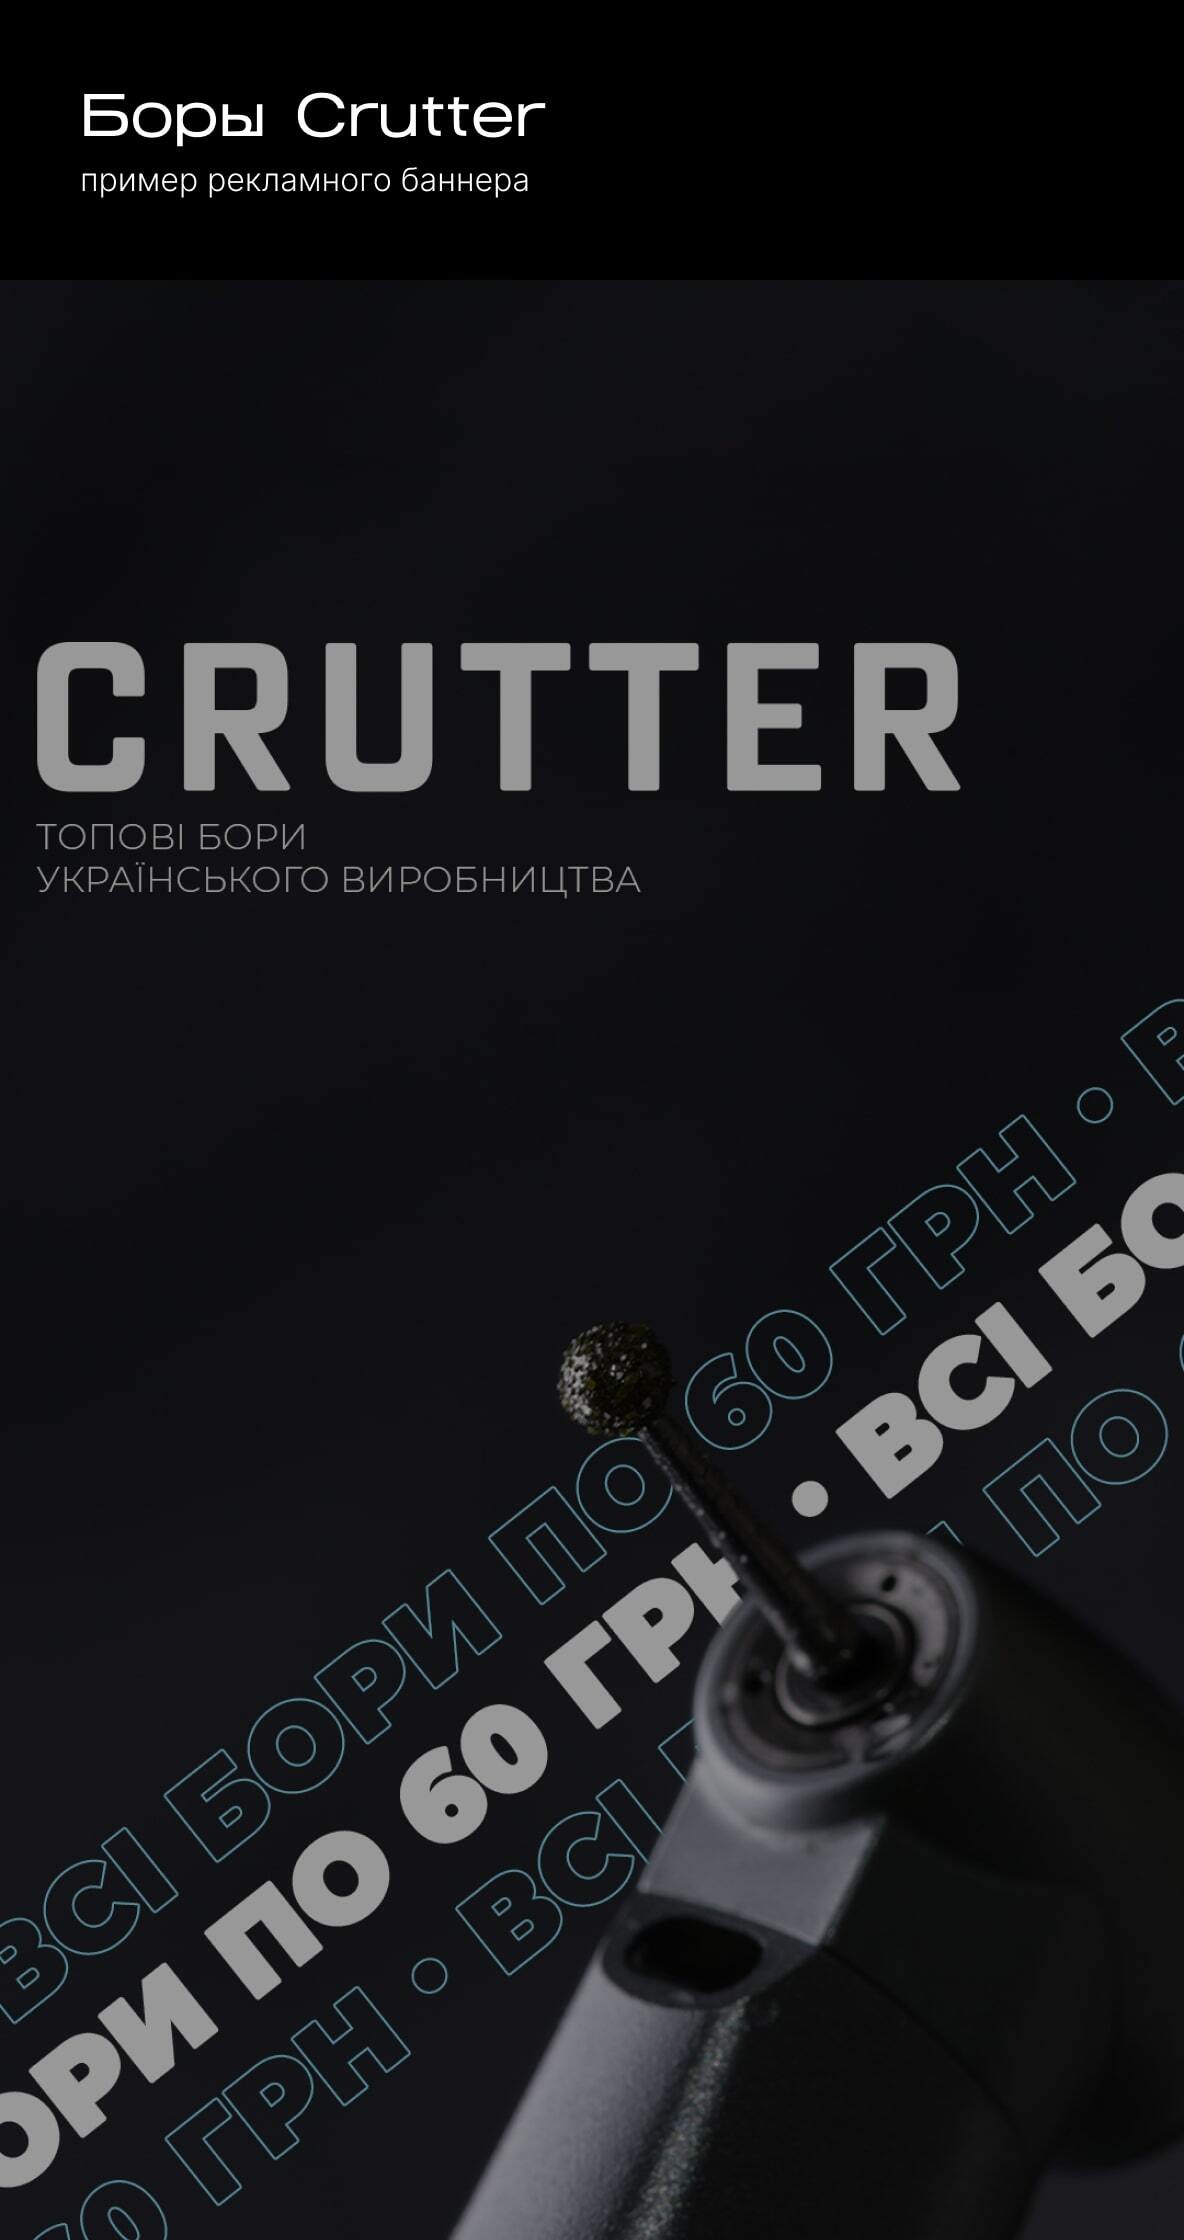 Боры Crutter
пример рекламного баннера
CRUTTER
ТОПОВІ БОРИ
УКРАЇНСЬКОГО ВИРОБНИЦТВА
ВСІ БОРИ ПО 60 ГРН • В
ОРИ ПО 60 ГРН • ВСІ БО
60 ГРН • ВСІ ПО